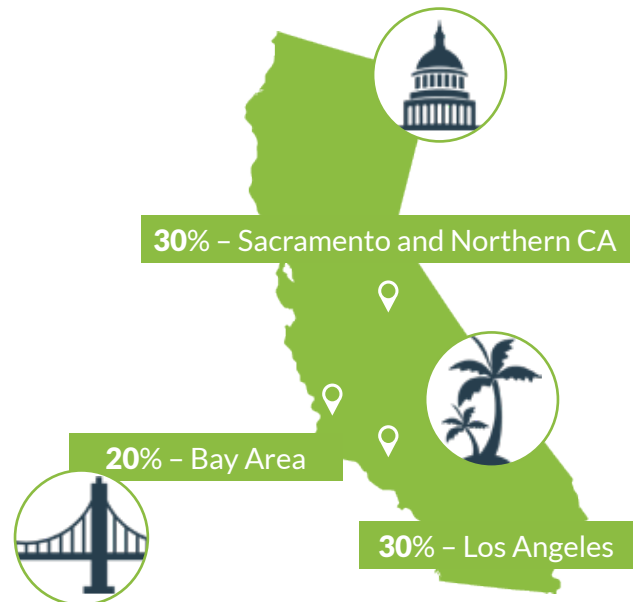 30% – Sacramento and Northern CA
20% – Bay Area
30% – Los Angeles